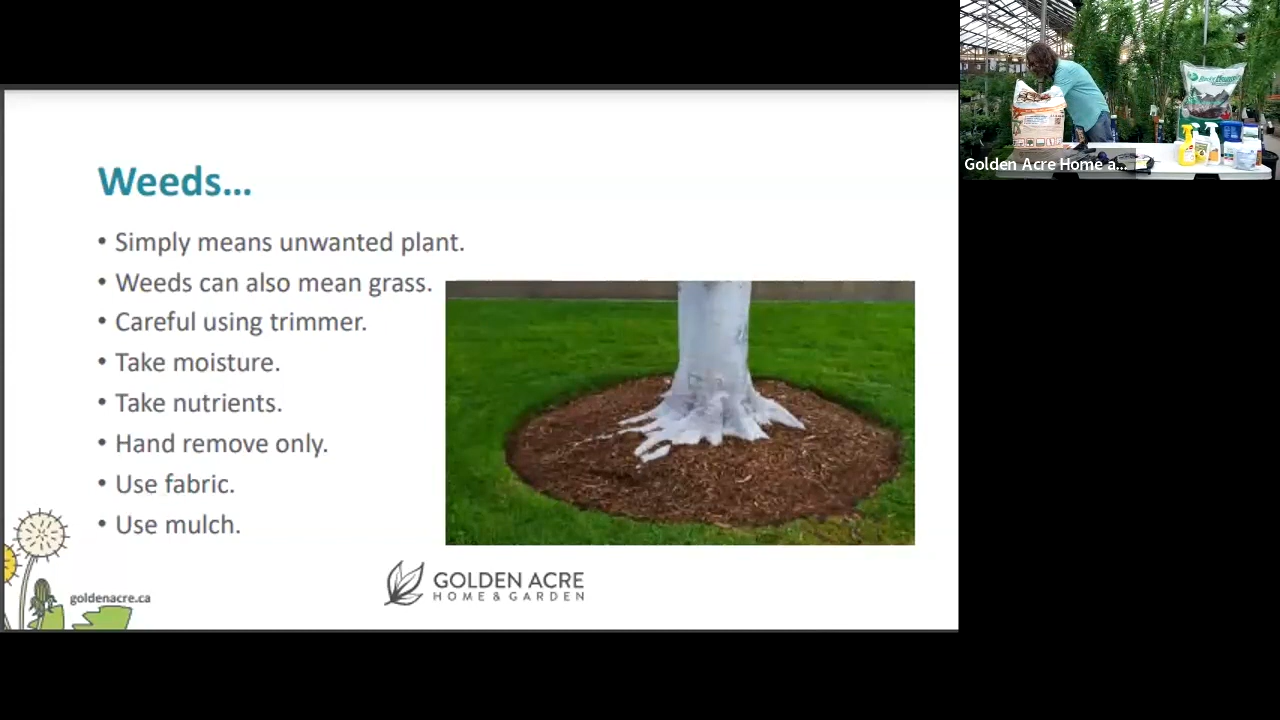 Weeds...
• Simply means unwanted plant.
• Weeds can also mean grass.
• Careful using trimmer.
• Take moisture.
• Take nutrients.
• Hand remove only.
• Use fabric.
• Use mulch.
goldenacre.ca
GOLDEN ACRE
HOME & GARDEN
Golden Acre Home a...